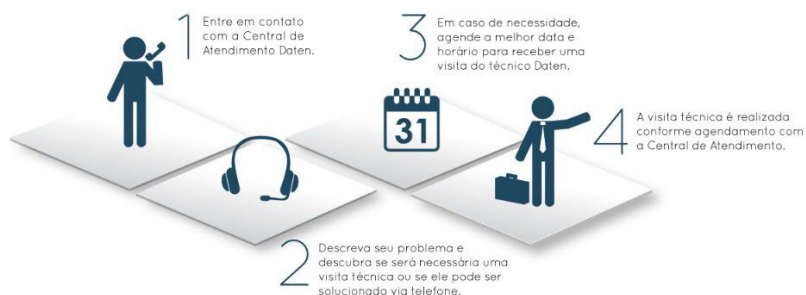 1
Entre em contato
com a Central de
Atendimento Daten.
2
Descreva seu problema e
descubra se será necessária uma
visita técnica ou se ele pode ser
solucionado via telefone.
3
Em caso de necessidade,
agende a melhor data e
horário para receber uma
visita do técnico Daten.
31
4
A visita técnica é realizada
conforme agendamento com
a Central de Atendimento.